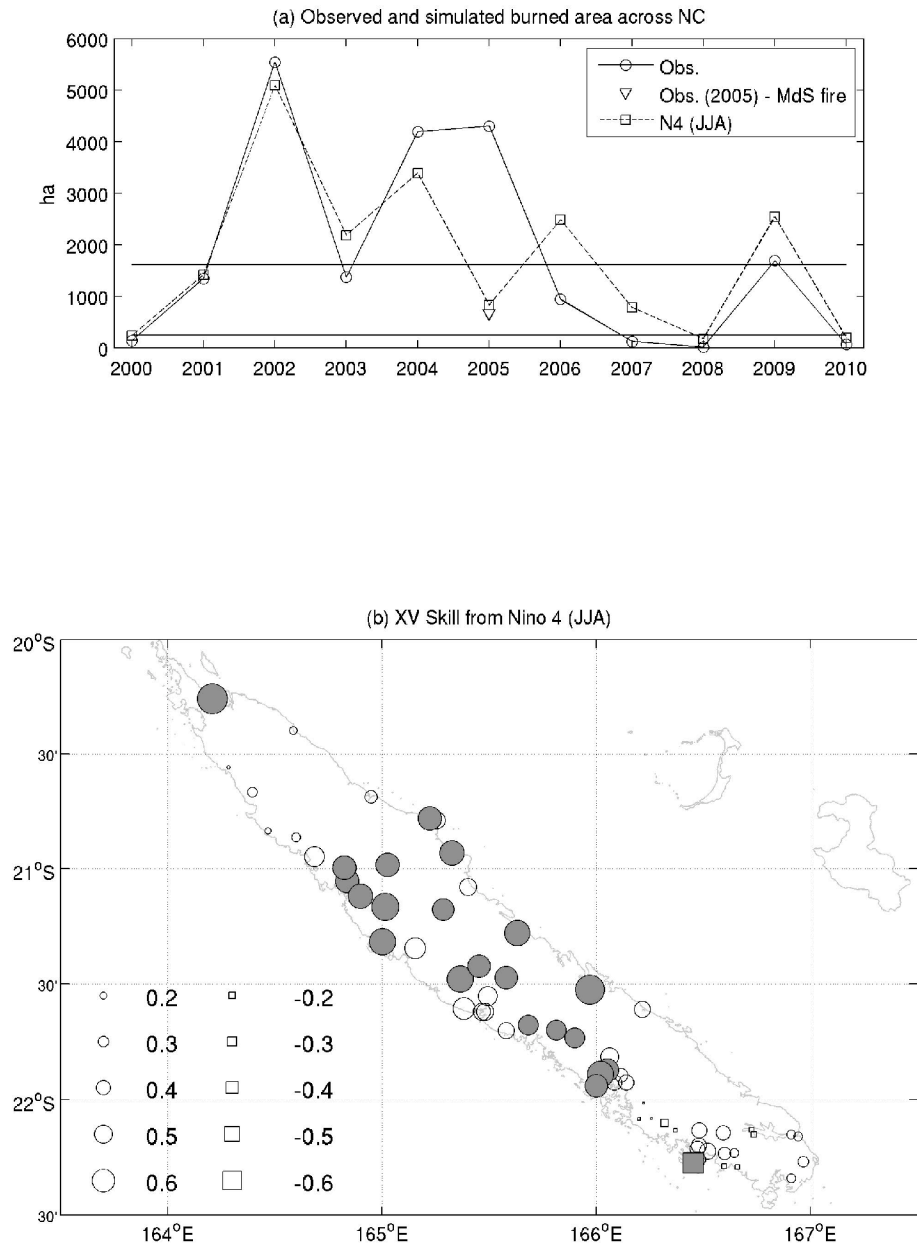 (a) Observed and simulated burned area across NC
6000
5000
4000
3000
2000
1000
0
ha
Obs.
Obs. (2005) - MdS fire
N4 (JJA)
2000 2001 2002 2003 2004 2005 2006 2007 2008 2009 2010
(b) XV Skill from Nino 4 (JJA)
20°S
30'
21°S
30'
22°S
30'
0.2 -0.2
0.3 -0.3
0.4 -0.4
0.5 -0.5
0.6 -0.6
164°E 165°E 166°E 167°E